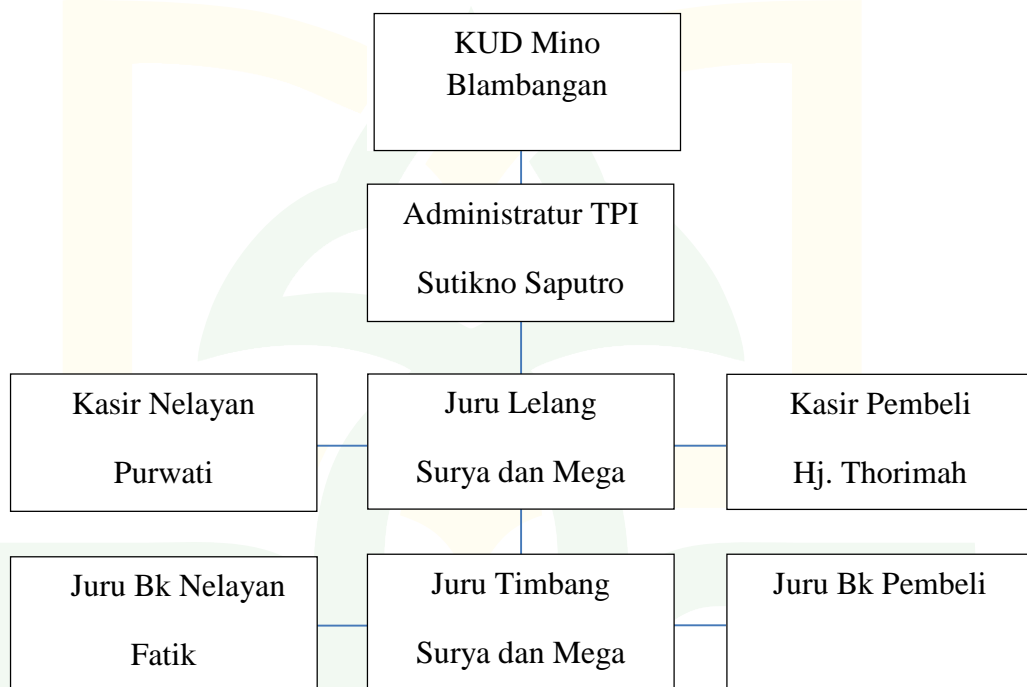 KUD Mino
Blambangan
Administratur TPI
Sutikno Saputro
Kasir Nelayan
Purwati
Juru Lelang
Surya dan Mega
Kasir Pembeli
Hj. Thorimah
Juru Bk Nelayan
Fatik
Juru Timbang
Surya dan Mega
Juru Bk Pembeli